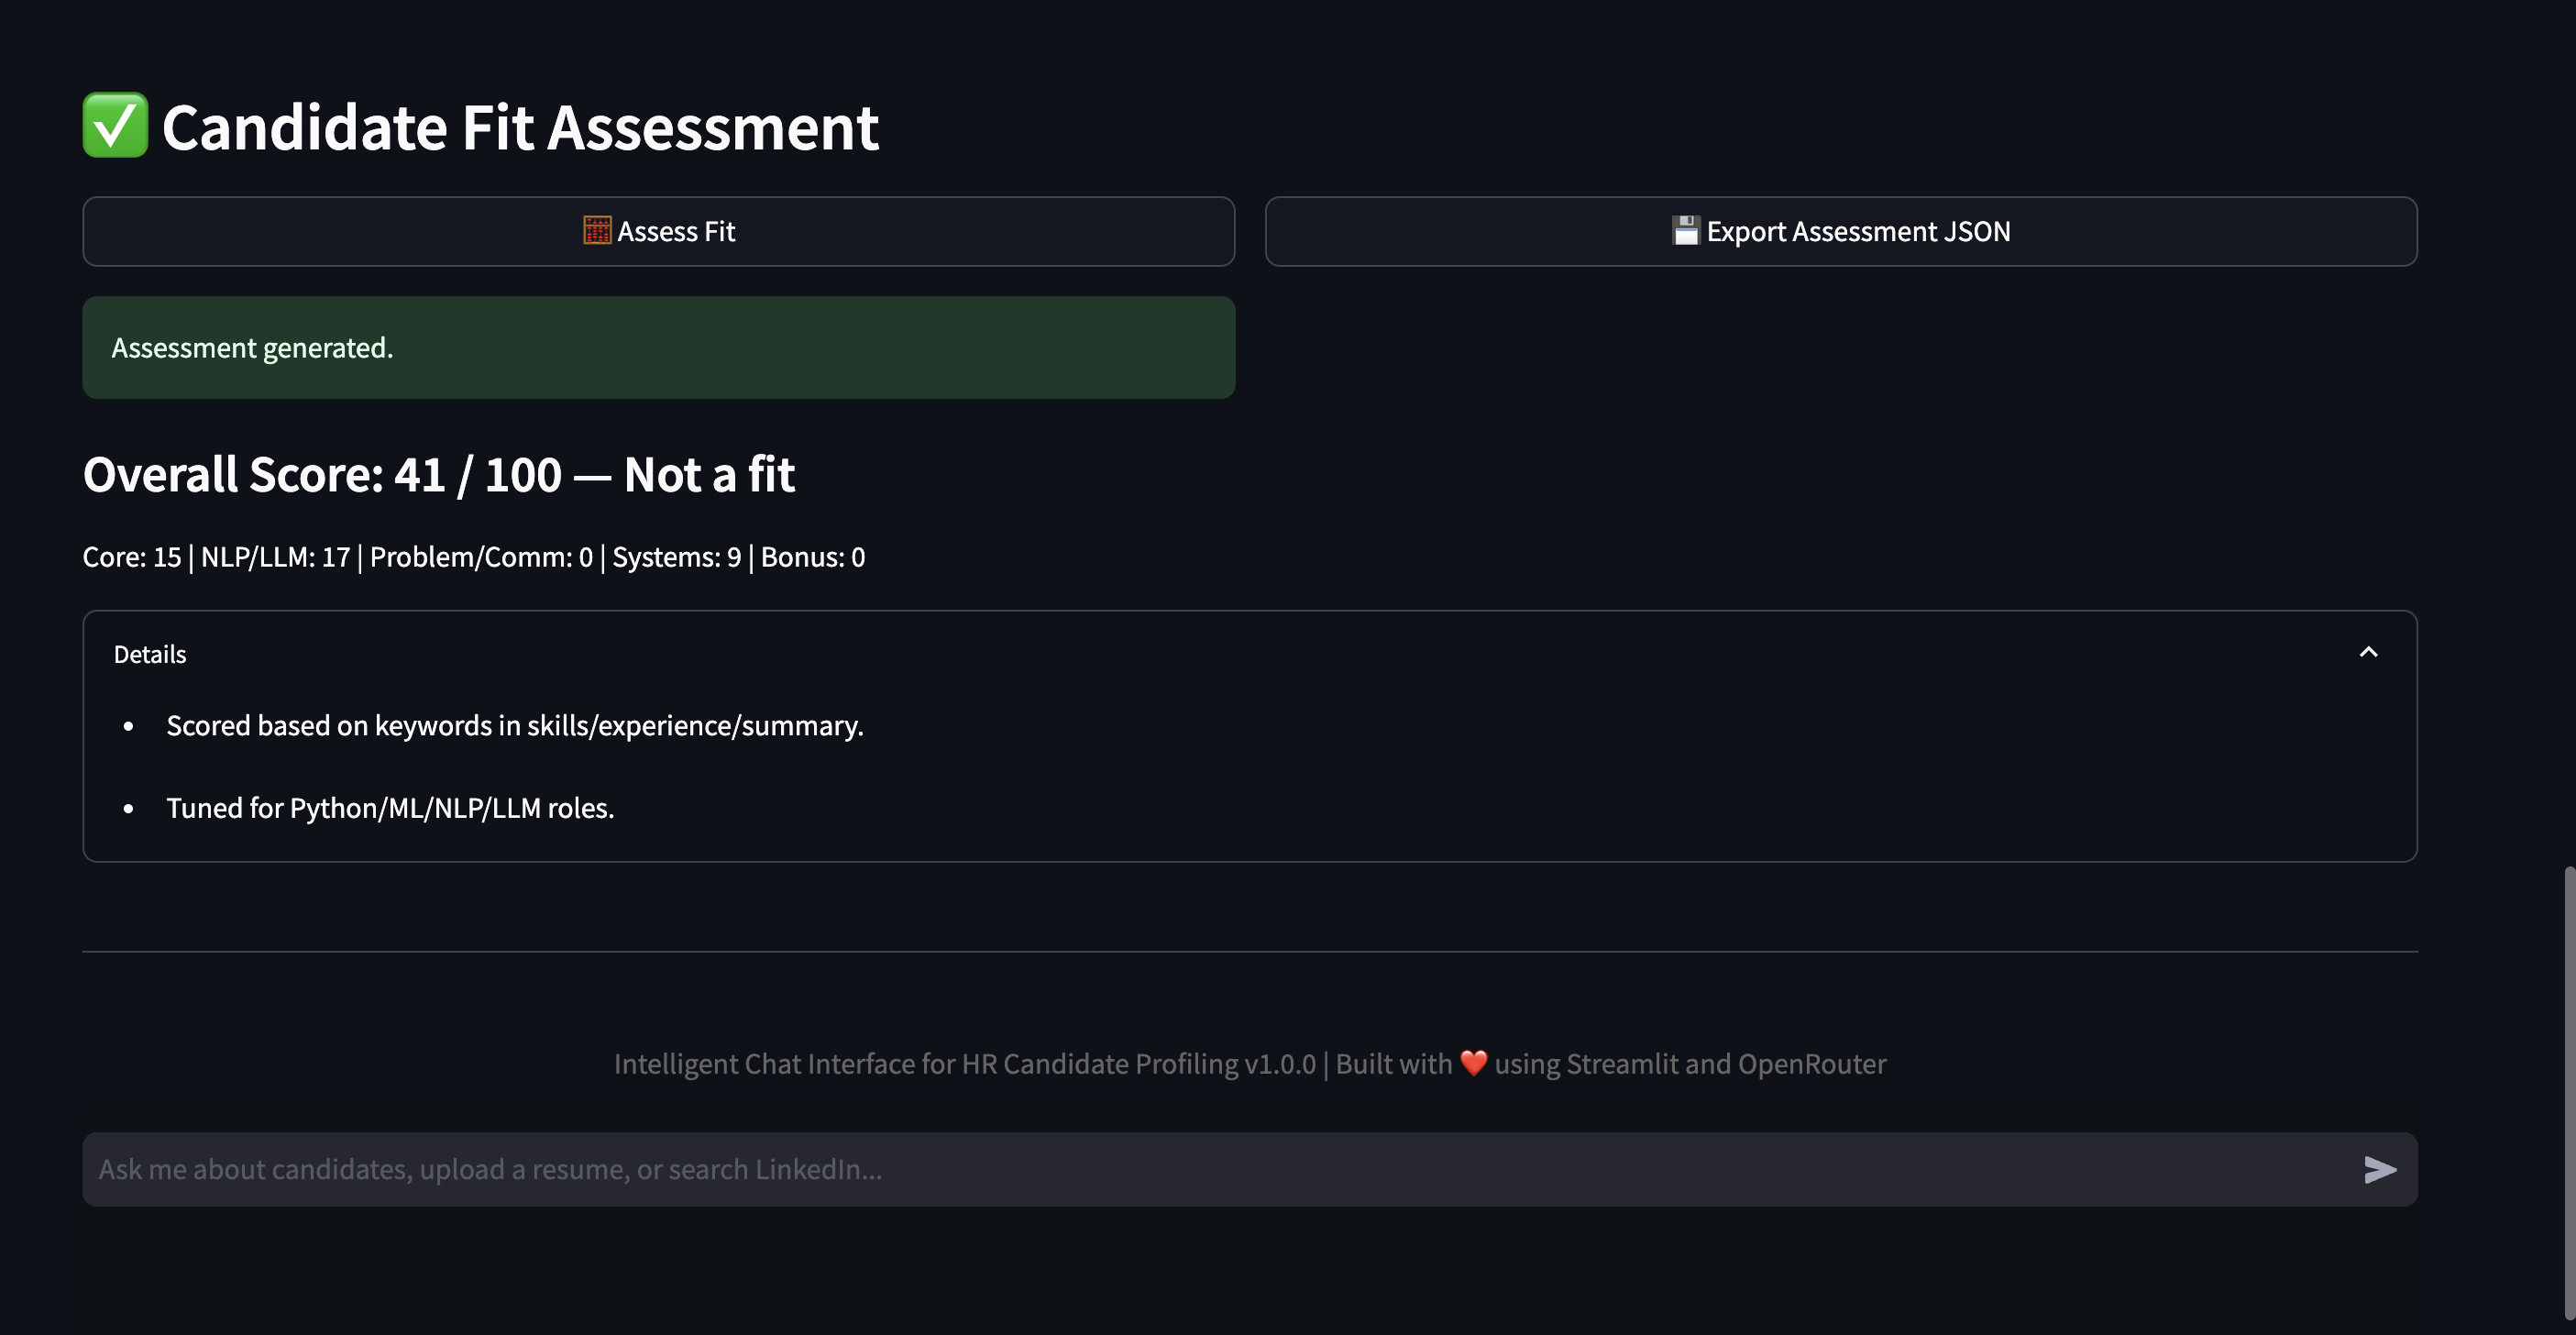 ✅ Candidate Fit Assessment
🧮 Assess Fit
💾 Export Assessment JSON
Assessment generated.
Overall Score: 41 / 100 — Not a fit
Core: 15 | NLP/LLM: 17 | Problem/Comm: 0 | Systems: 9 | Bonus: 0
Details
• Scored based on keywords in skills/experience/summary.
• Tuned for Python/ML/NLP/LLM roles.
Intelligent Chat Interface for HR Candidate Profiling v1.0.0 | Built with ❤️ using Streamlit and OpenRouter
Ask me about candidates, upload a resume, or search LinkedIn...